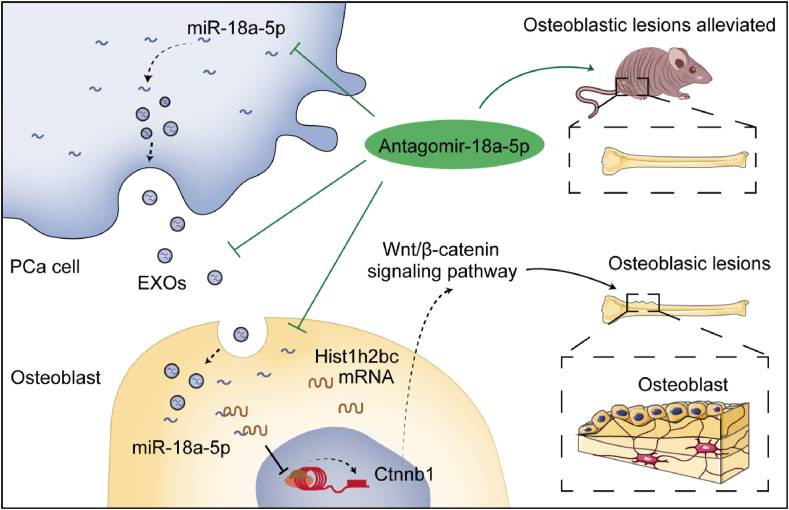 miR-18a-5p
Osteoblastic lesions alleviated
Antagomir-18a-5p
PCa cell
EXOs
Wnt/β-catenin
signaling pathway
Osteoblasic lesions
Osteoblast
Hist1h2bc
mRNA
miR-18a-5p
Ctnnb1
Osteoblast